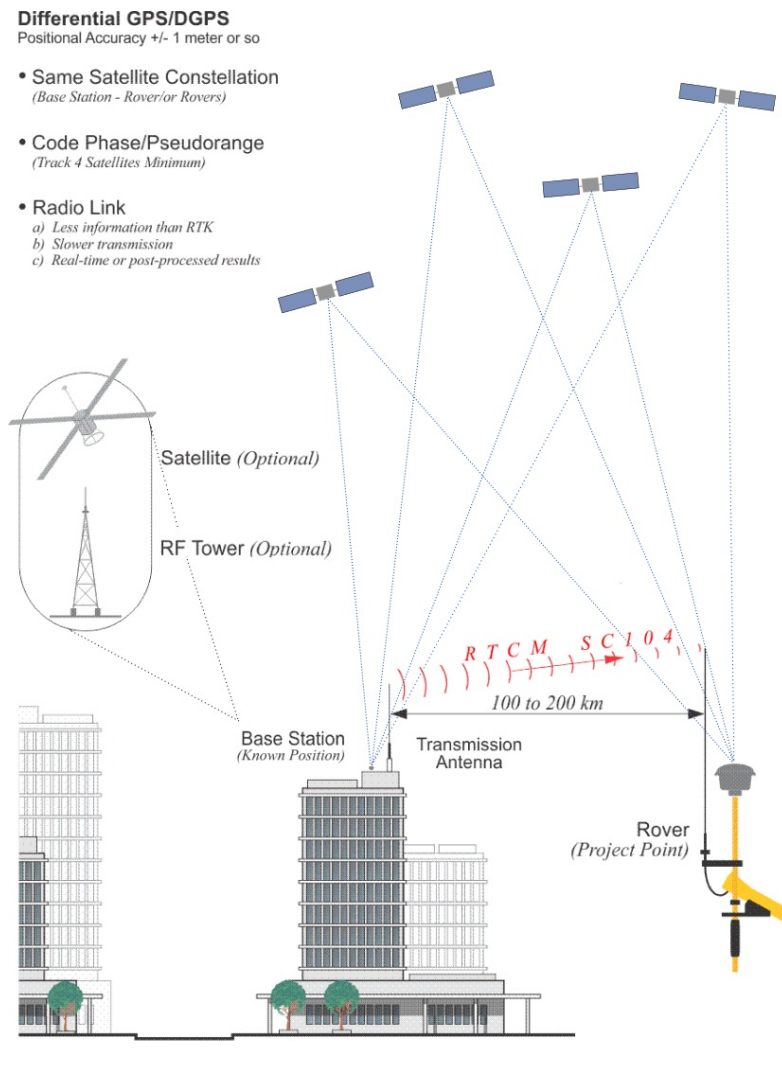 Differential GPS/DGPS
Positional Accuracy +/- 1 meter or so
• Same Satellite Constellation
(Base Station - Rover/or Rovers)
• Code Phase/Pseudorange
(Track 4 Satellites Minimum)
• Radio Link
a) Less information than RTK
b) Slower transmission
c) Real-time or post-processed results
Satellite (Optional)
RF Tower (Optional)
RTCM SC104
100 to 200 km
Base Station
(Known Position)
Transmission
Antenna
Rover
(Project Point)